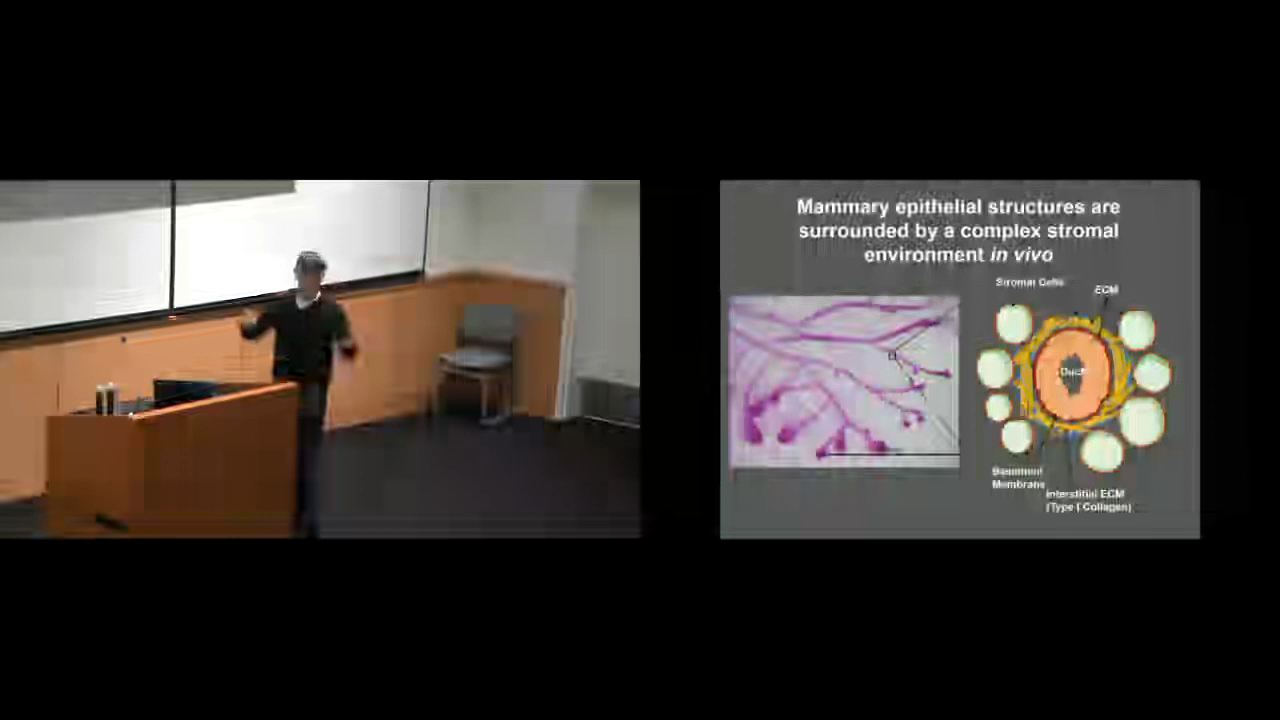 Mammary epithelial structures are
surrounded by a complex stromal
environment in vivo
Stromal Cells
ECM
Duct
Basement
Membrane
Interstitial ECM
(Type I Collagen)